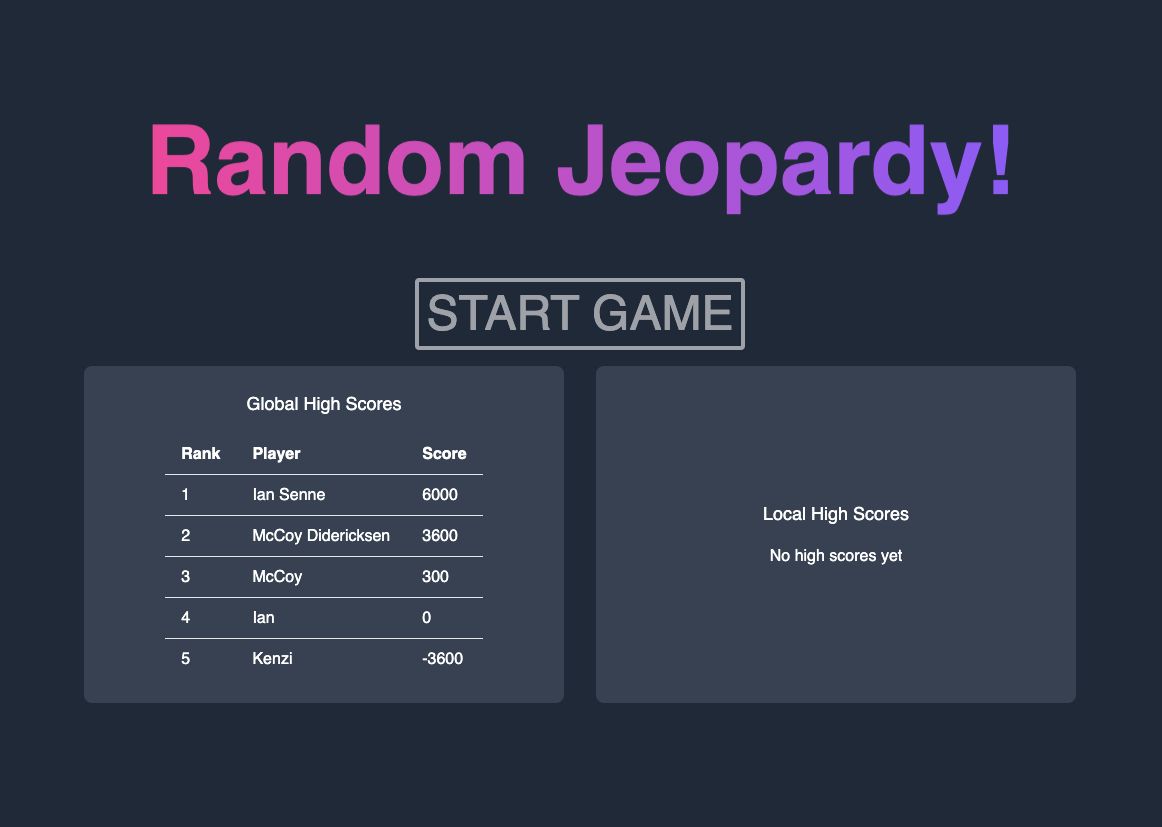 Random Jeopardy!
START GAME
Global High Scores
Rank Player Score
1 Ian Senne 6000
2 McCoy Didericksen 3600
3 McCoy 300
4 Ian 0
5 Kenzi -3600
Local High Scores
No high scores yet